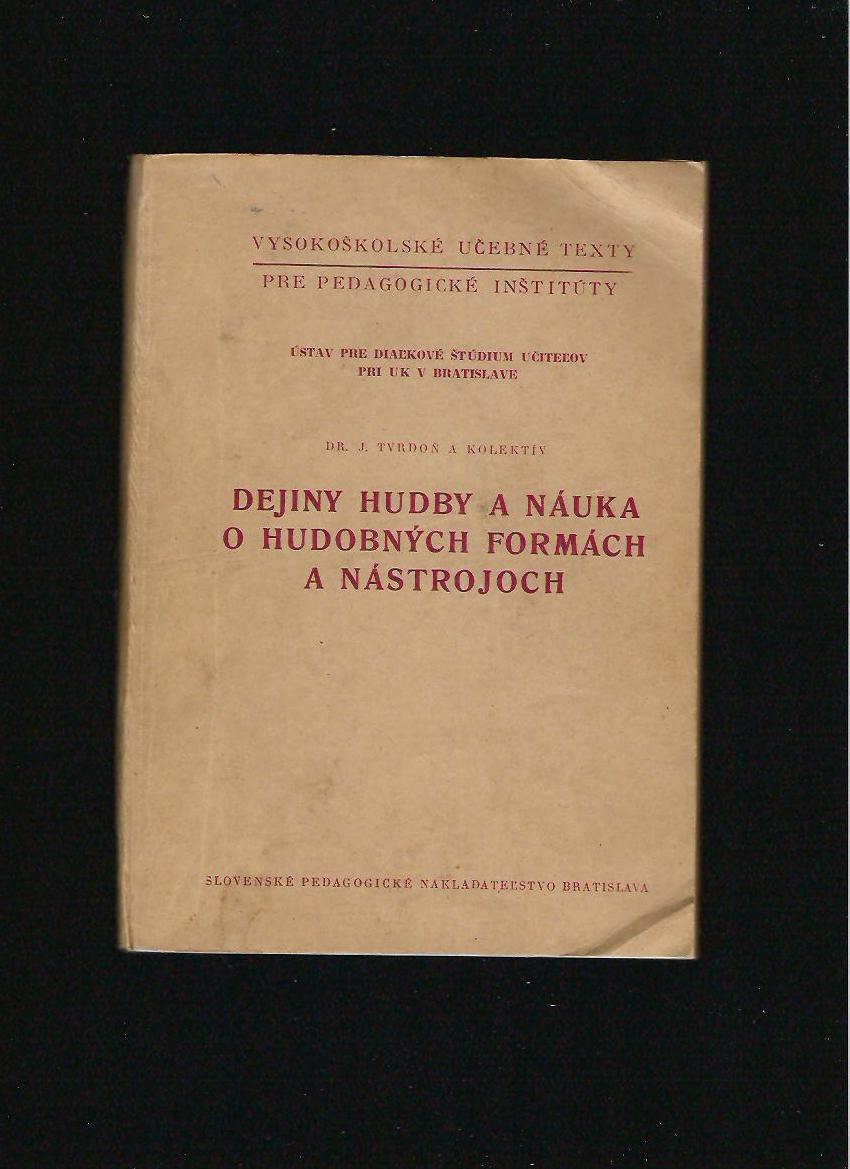 VYSOKOŠKOLSKÉ UČEBNÉ TEXTY
PRE PEDAGOGICKÉ INŠTITÚTY
ÚSTAV PRE DIAĽKOVÉ ŠTÚDIUM UČITEĽOV
PRI UK V BRATISLAVE
DR. J. TVRDOŇ A KOLEKTÍV
DEJINY HUDBY A NÁUKA
O HUDOBNÝCH FORMÁCH
A NÁSTROJOCH
SLOVENSKÉ PEDAGOGICKÉ NAKLADATEĽSTVO BRATISLAVA